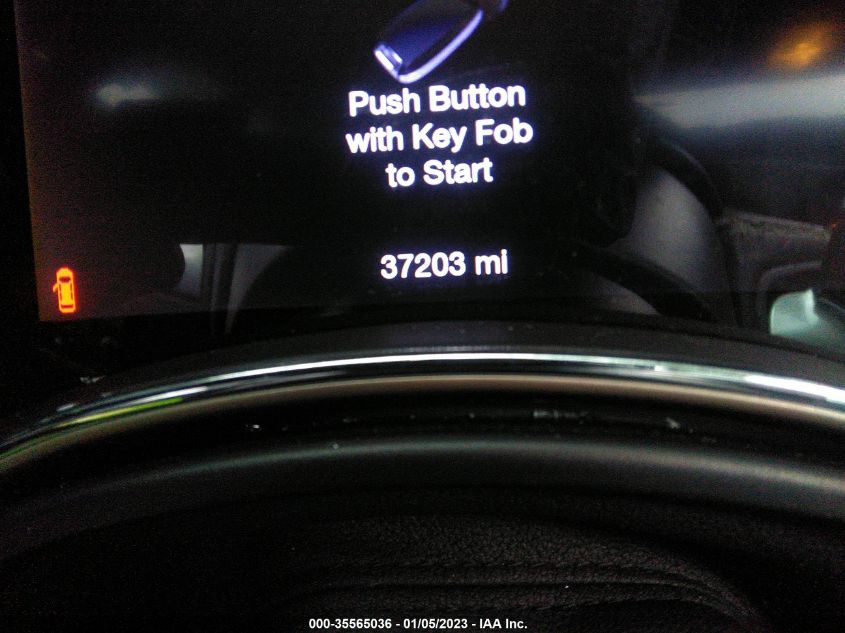 Push Button
with Key Fob
to Start
37203 mi
000-35565036 - 01/05/2023 - IAA Inc.